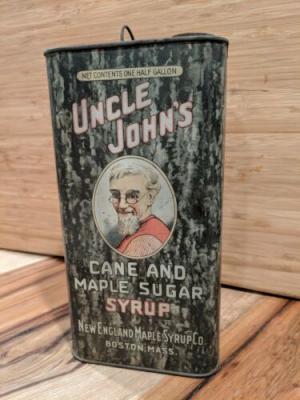 NET CONTENTS ONE HALF GALLON
UNCLE
JOHN'S
CANE AND
MAPLE SUGAR
SYRUP
NEW ENGLAND MAPLE SYRUP CO.
BOSTON, MASS.